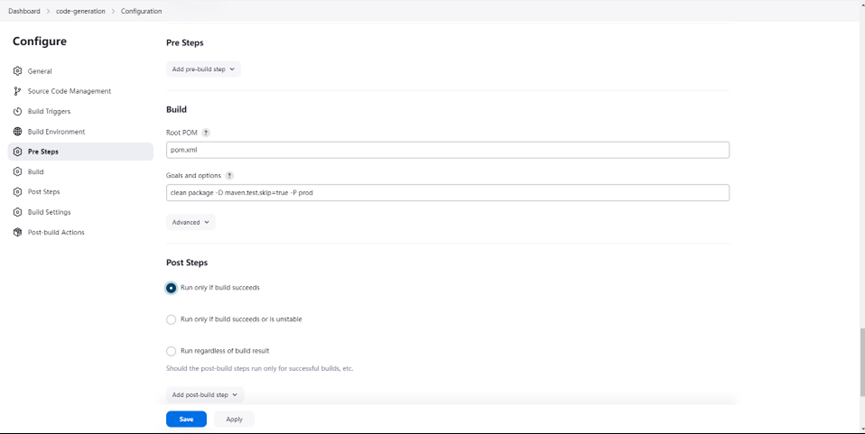 Dashboard > code-generation > Configuration
Configure
General
Source Code Management
Build Triggers
Build Environment
Pre Steps
Build
Post Steps
Build Settings
Post-build Actions
Pre Steps
Add pre-build step
Build
Root POM ?
pom.xml
Goals and options ?
clean package -D maven.test.skip=true -P prod
Advanced
Post Steps
Run only if build succeeds
Run only if build succeeds or is unstable
Run regardless of build result
Should the post-build steps run only for successful builds, etc.
Add post-build step
Save Apply